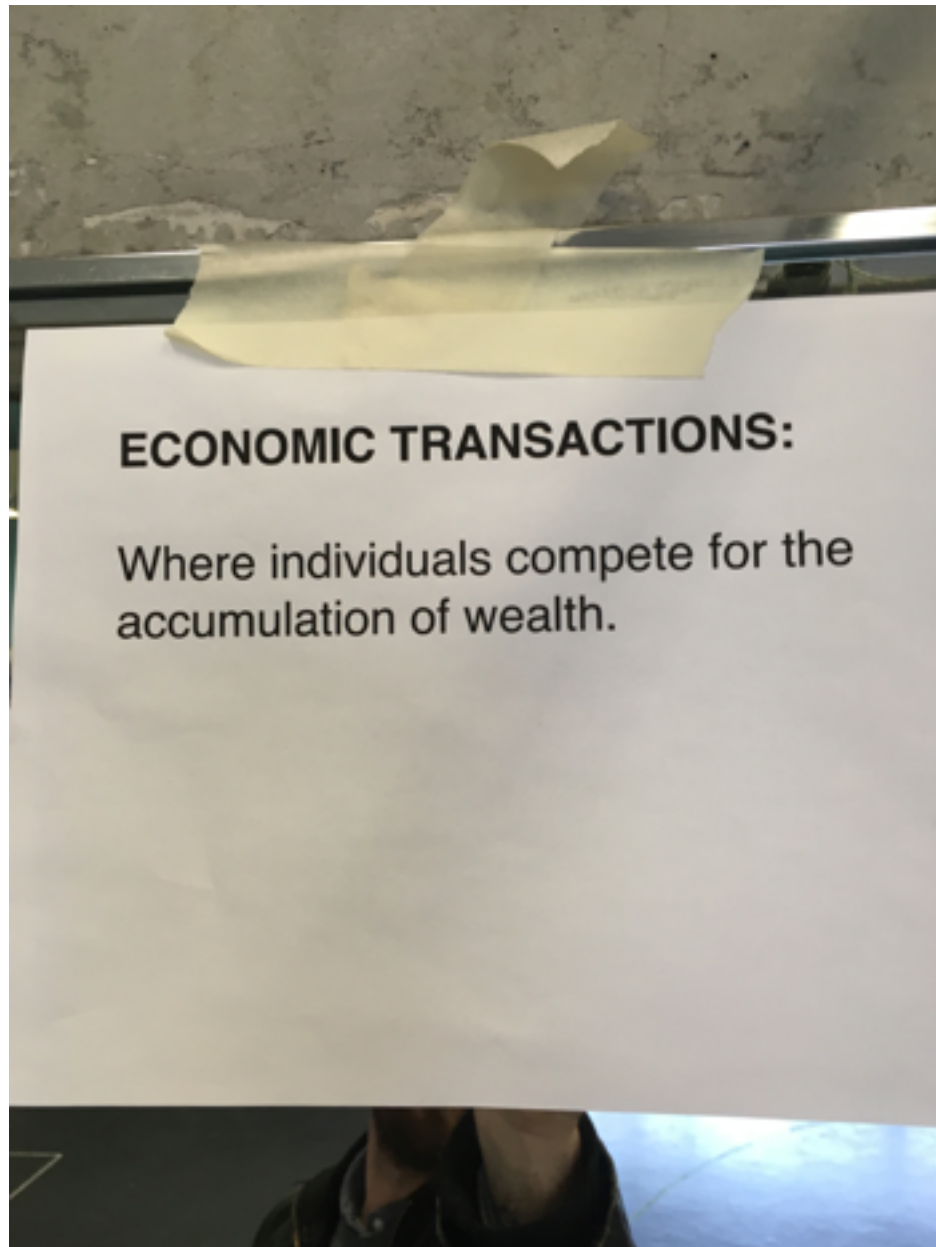 ECONOMIC TRANSACTIONS:
Where individuals compete for the
accumulation of wealth.